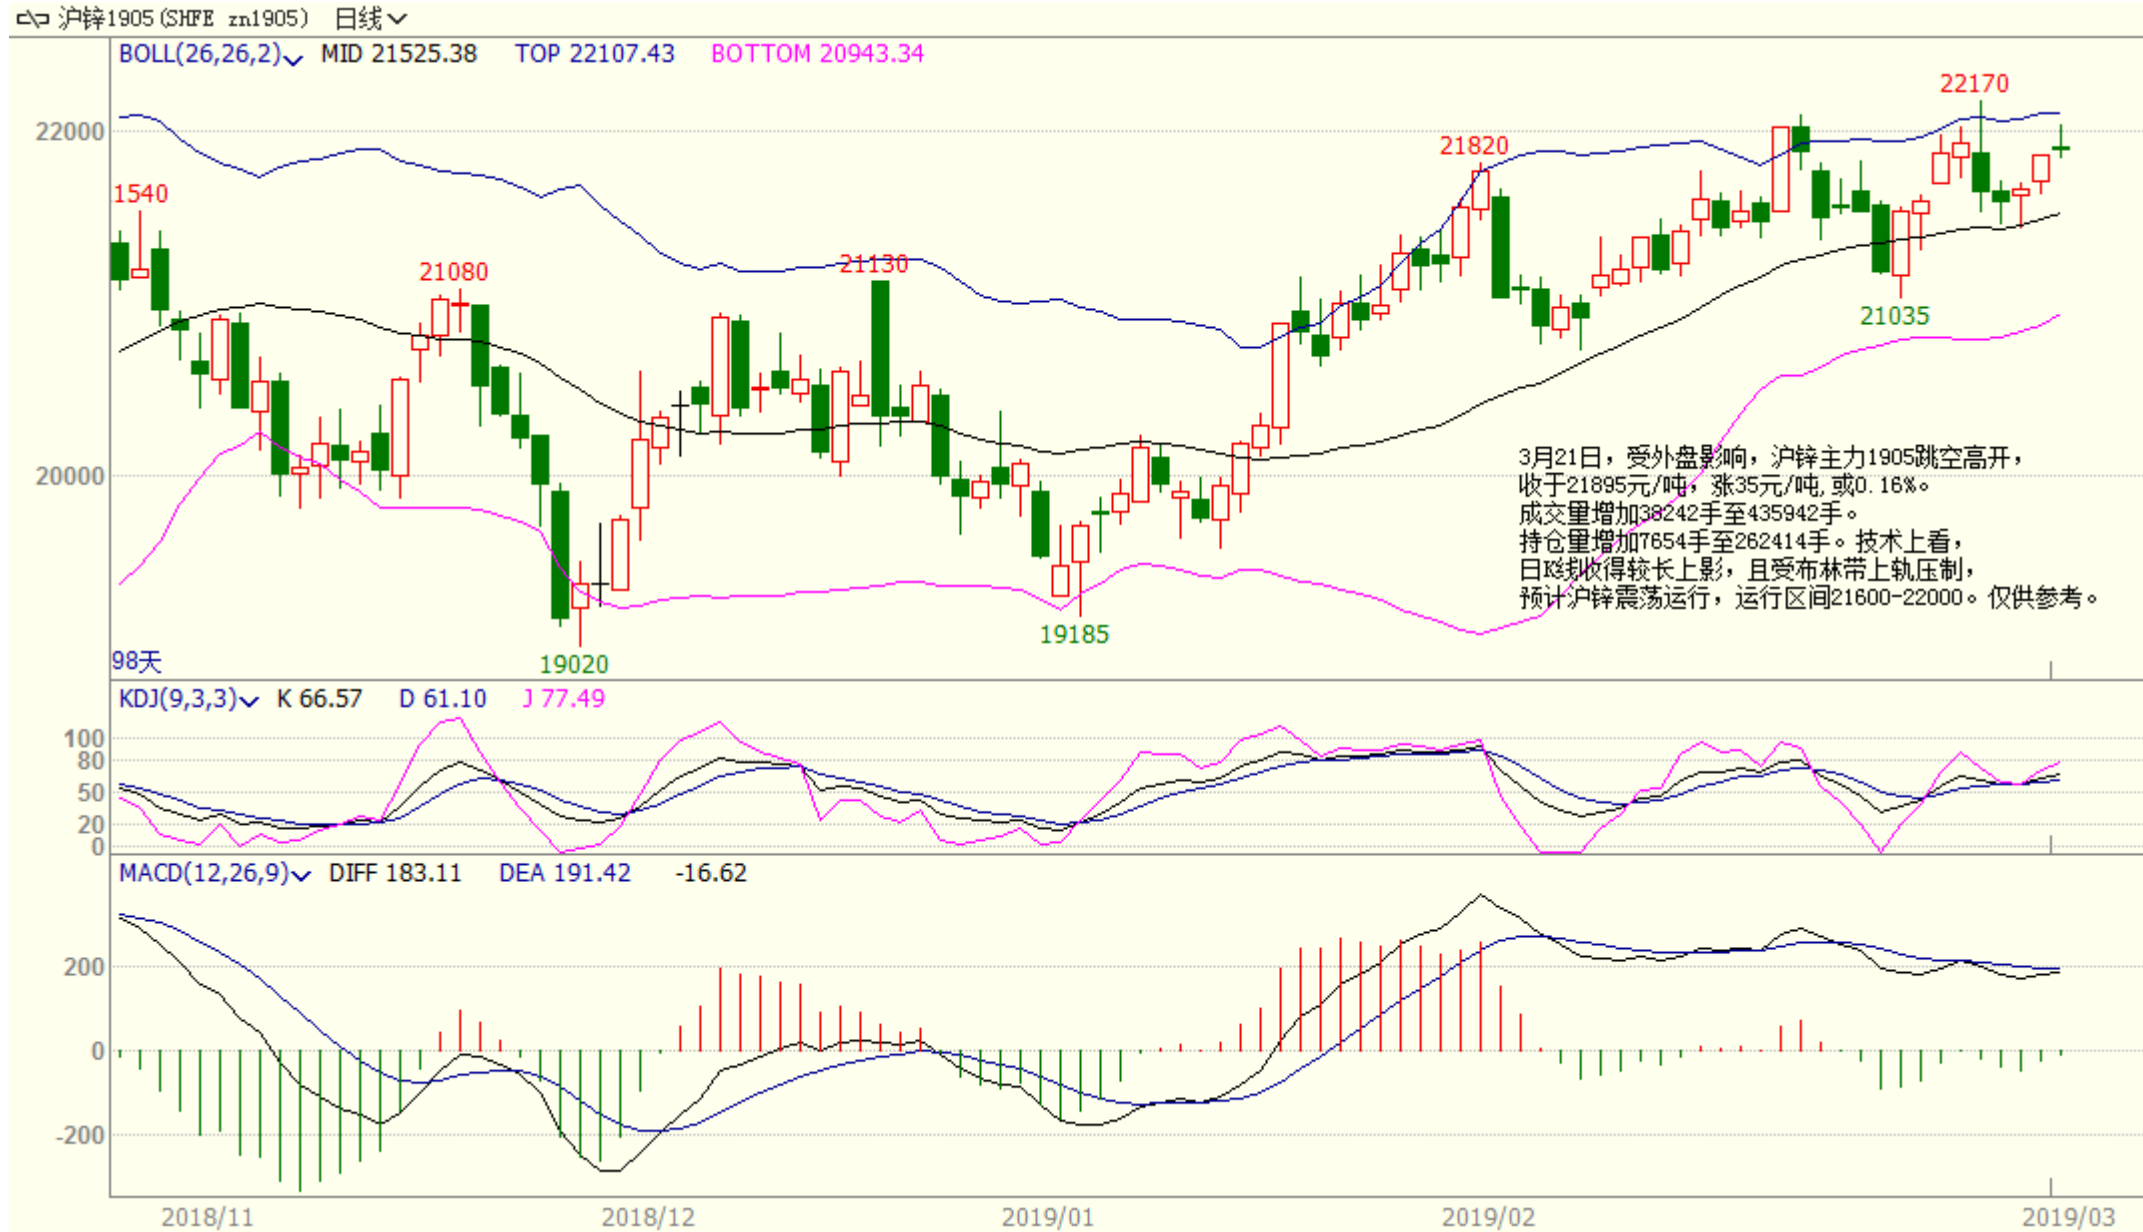 沪锌1905(SHFE zn1905) 日线
BOLL(26,26,2) MID 21525.38 TOP 22107.43 BOTTOM 20943.34
22170
22000
21820
1540
21080
21130
21035
20000
3月21日，受外盘影响，沪锌主力1905跳空高开，
收于21895元/吨，涨35元/吨,或0.16%。
成交量增加38242手至435942手。
持仓量增加7654手至262414手。技术上看，
日K线收得较长上影，且受布林带上轨压制，
预计沪锌震荡运行，运行区间21600-22000。仅供参考。
19185
19020
98天
KDJ(9,3,3) K 66.57 D 61.10 J 77.49
100
80
50
20
0
MACD(12,26,9) DIFF 183.11 DEA 191.42 -16.62
200
0
-200
2018/11 2018/12 2019/01 2019/02 2019/03